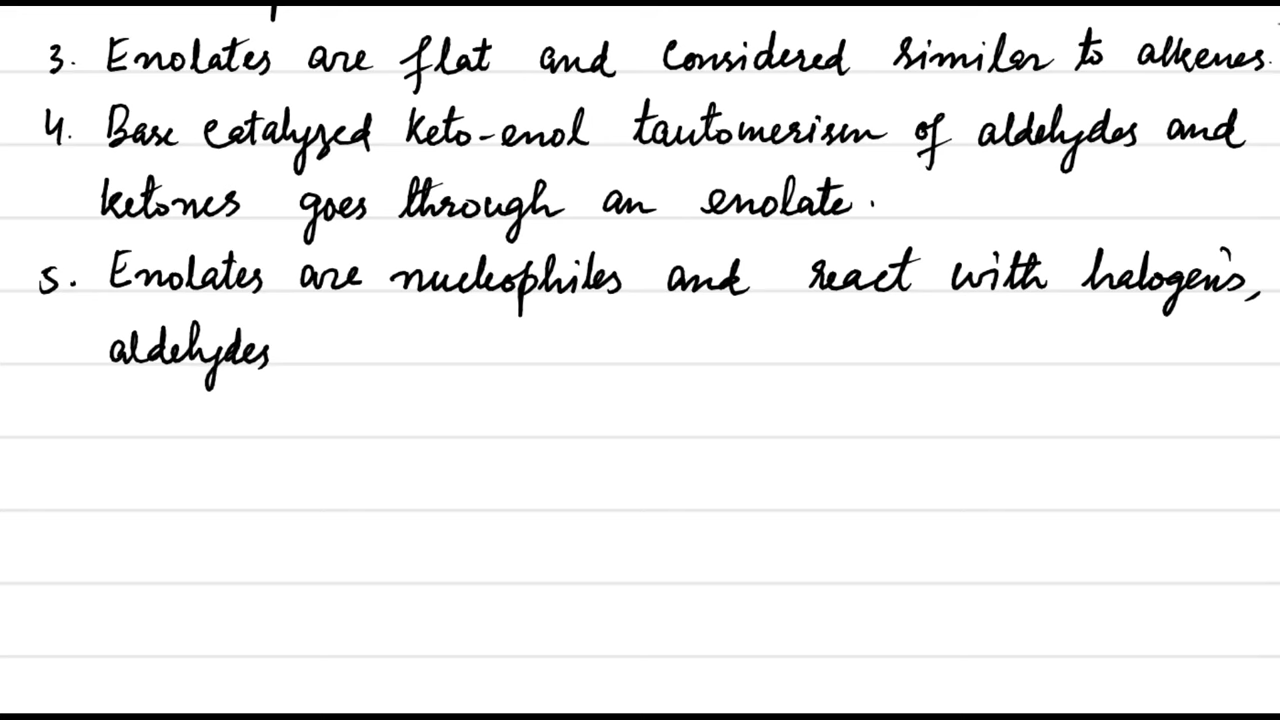 3. Enolates are flat and considered similar to alkenes.
4. Base catalyzed keto-enol tautomerism of aldehydes and
ketones goes through an enolate.
5. Enolates are nucleophiles and react with halogen's,
aldehydes